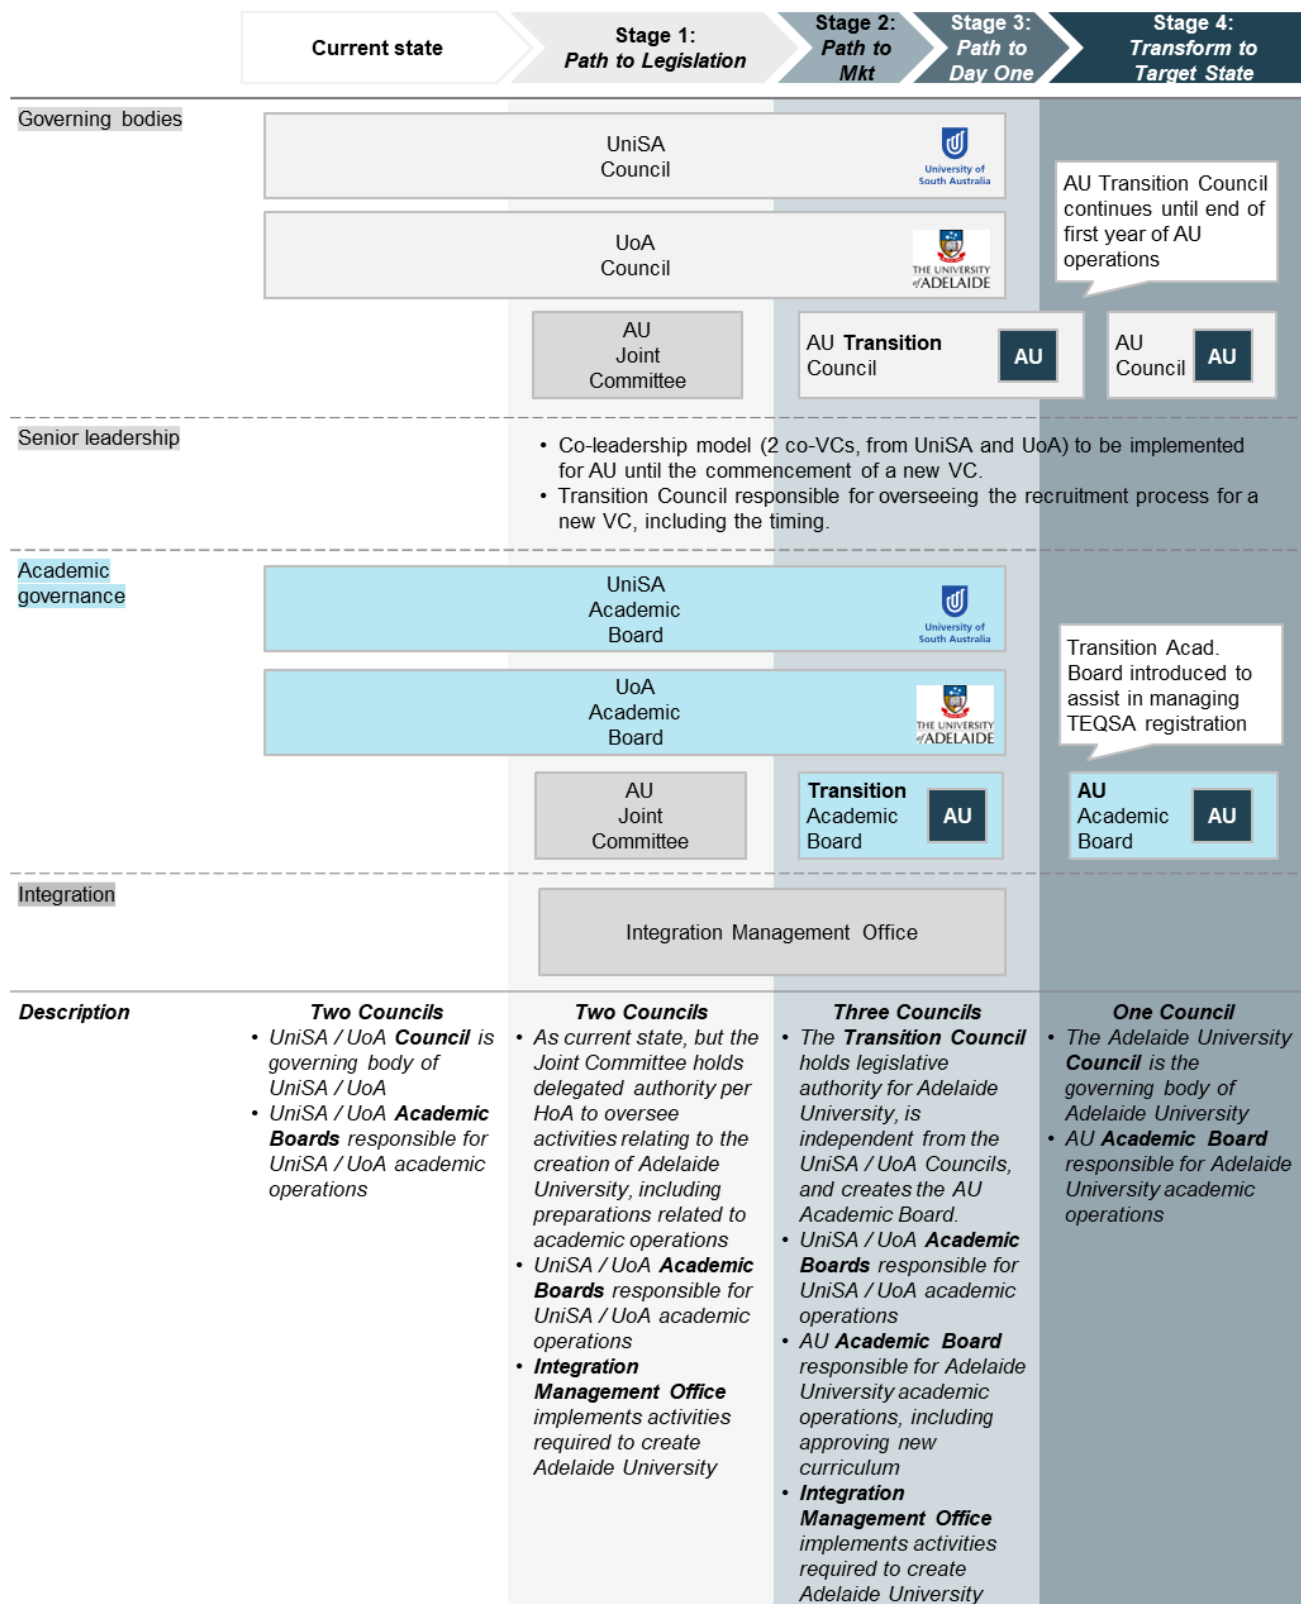 Current state
Stage 1:
Path to Legislation
Stage 2:
Path to
Mkt
Stage 3:
Path to
Day One
Stage 4:
Transform to
Target State
Governing bodies
UniSA
Council
University of
South Australia
UoA
Council
THE UNIVERSITY
of ADELAIDE
AU Transition Council
continues until end of
first year of AU
operations
AU
Joint
Committee
AU Transition
Council
AU
AU
Council
AU
Senior leadership
• Co-leadership model (2 co-VCs, from UniSA and UoA) to be implemented
for AU until the commencement of a new VC.
• Transition Council responsible for overseeing the recruitment process for a
new VC, including the timing.
Academic
governance
UniSA
Academic
Board
University of
South Australia
UoA
Academic
Board
THE UNIVERSITY
of ADELAIDE
Transition Acad.
Board introduced to
assist in managing
TEQSA registration
AU
Joint
Committee
Transition
Academic
Board
AU
AU
Academic
Board
AU
Integration
Integration Management Office
Description
Two Councils
• UniSA / UoA Council is
governing body of
UniSA / UoA
• UniSA / UoA Academic
Boards responsible for
UniSA / UoA academic
operations
Two Councils
• As current state, but the
Joint Committee holds
delegated authority per
HoA to oversee
activities relating to the
creation of Adelaide
University, including
preparations related to
academic operations
• UniSA / UoA Academic
Boards responsible for
UniSA / UoA academic
operations
• Integration
Management Office
implements activities
required to create
Adelaide University
Three Councils
• The Transition Council
holds legislative
authority for Adelaide
University, is
independent from the
UniSA / UoA Councils,
and creates the AU
Academic Board.
• UniSA / UoA Academic
Boards responsible for
UniSA / UoA academic
operations
• AU Academic Board
responsible for Adelaide
University academic
operations, including
approving new
curriculum
• Integration
Management Office
implements activities
required to create
Adelaide University
One Council
• The Adelaide University
Council is the
governing body of
Adelaide University
• AU Academic Board
responsible for Adelaide
University academic
operations